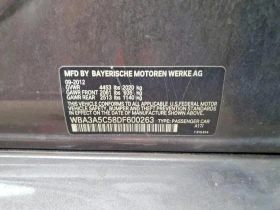 MFD BY BAYERISCHE MOTOREN WERKE AG
09-2012
GVWR 4453 lbs 2020 kg
GAWR FRONT 2061 lbs 935 kg
GAWR REAR 2513 lbs 1140 kg
THIS VEHICLE CONFORMS TO ALL APPLICABLE
FEDERAL MOTOR VEHICLE SAFETY, BUMPER,
AND THEFT PREVENTION STANDARDS IN EFFECT
ON THE DATE OF MANUFACTURE SHOWN ABOVE.
WBA3A5C58DF600263 TYPE: PASSENGER CAR